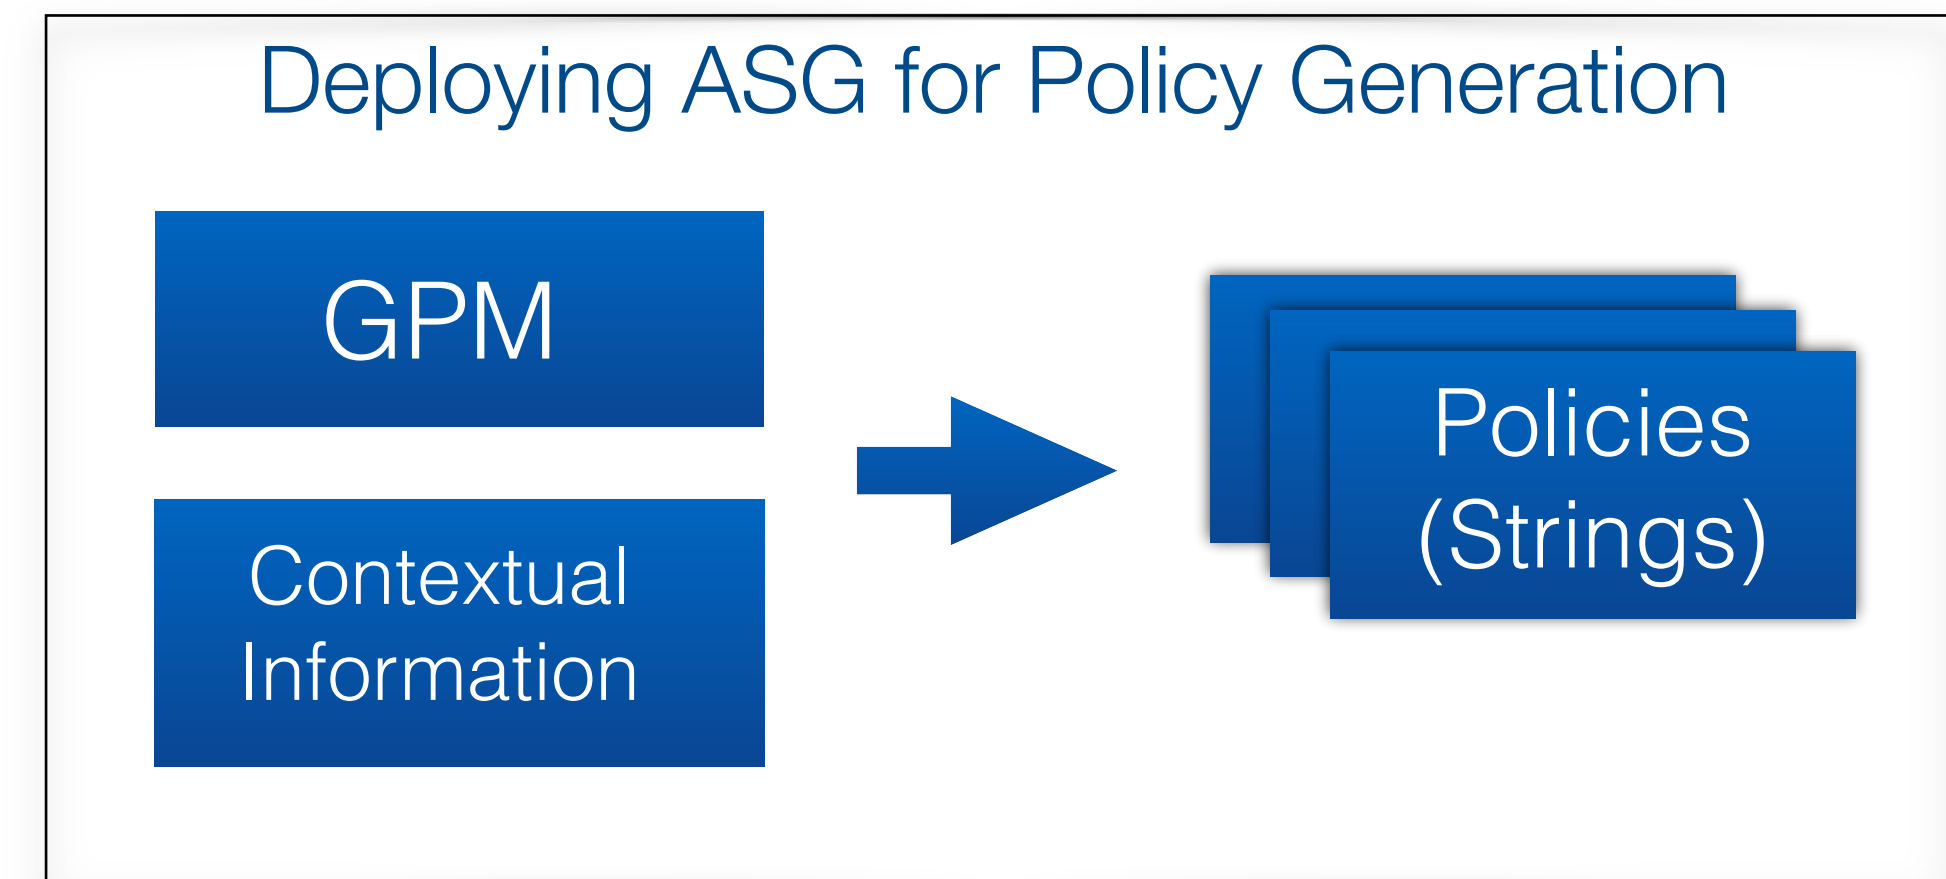 Deploying ASG for Policy Generation
GPM
Contextual
Information
Policies
(Strings)